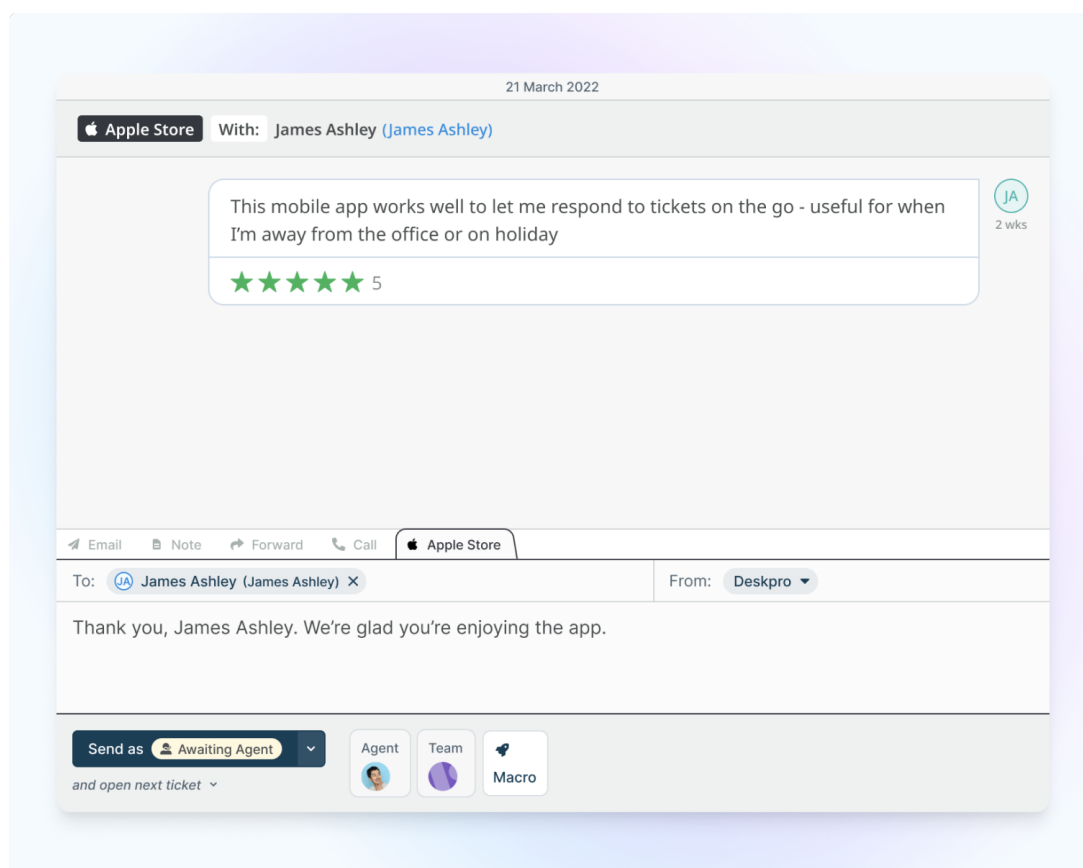 21 March 2022
Apple Store With: James Ashley (James Ashley)
This mobile app works well to let me respond to tickets on the go - useful for when
I’m away from the office or on holiday
JA
2 wks
5
Email Note Forward Call Apple Store
To: JA James Ashley (James Ashley) From: Deskpro
Thank you, James Ashley. We’re glad you’re enjoying the app.
Send as Awaiting Agent
and open next ticket
Agent Team
Macro